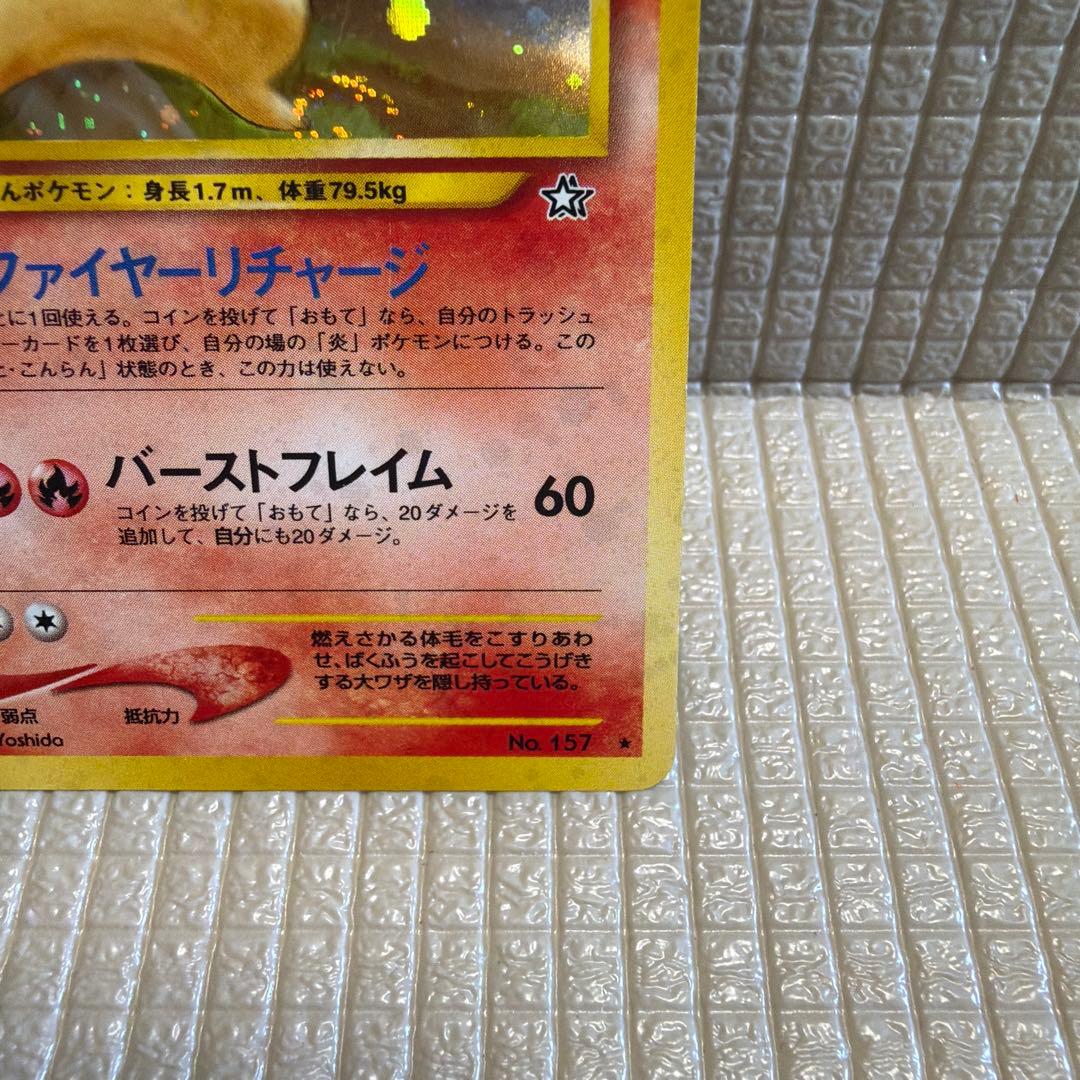 んポケモン：身長1.7m、体重79.5kg
ファイヤーリチャージ
とに1回使える。コインを投げて「おもて」なら、自分のトラッシュ
ーカードを1枚選び、自分の場の「炎」ポケモンにつける。この
・こんらん」状態のとき、この力は使えない。
バーストフレイム
60
コインを投げて「おもて」なら、20ダメージを
追加して、自分にも20ダメージ。
燃えさかる体毛をこすりあわ
せ、ばくふうを起こしてこうげき
する大ワザを隠し持っている。
弱点
抵抗力
Yoshida
No. 157 ★